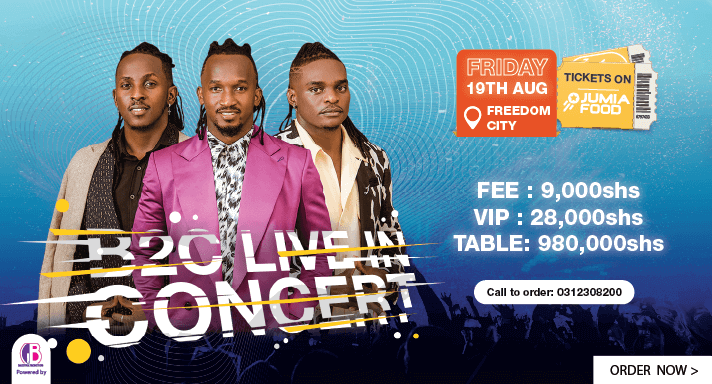 FRIDAY
19TH AUG
FREEDOM
CITY
TICKETS ON
JUMIA
FOOD
FEE : 9,000shs
VIP : 28,000shs
TABLE: 980,000shs
B2C LIVE IN
CONCERT
Call to order: 0312308200
Powered by
ORDER NOW >